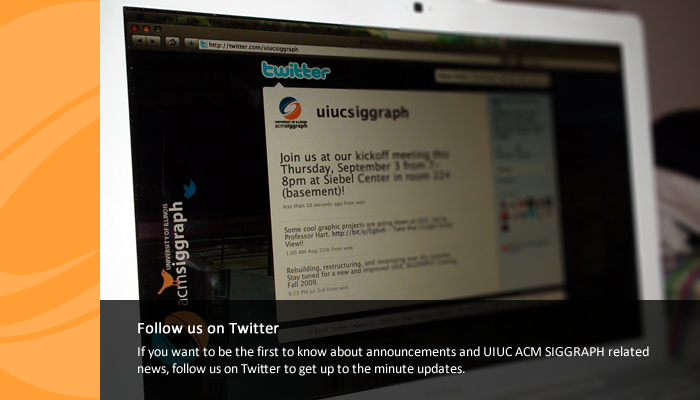 http://twitter.com/uiucsiggraph
twitter
UNIVERSITY OF ILLINOIS
acmsiggraph
uiucsiggraph
Join us at our kickoff meeting this
Thursday, September 3 from 7-
8pm at Siebel Center in room 224
(basement)!
less than 10 seconds ago from web
Some cool graphic projects are going down at
Professor Hart. http://bit.ly/ - Take that Google Street
View!!
1:00 AM Aug 25th from web
Rebuilding, restructuring, and revamping over the summer.
Stay tuned for a new and improved UIUC SIGGRAPH coming
Fall 2009.
9:23 PM Jul 3rd from web
UNIVERSITY OF ILLINOIS
acmsiggraph
Follow us on Twitter
If you want to be the first to know about announcements and UIUC ACM SIGGRAPH related
news, follow us on Twitter to get up to the minute updates.